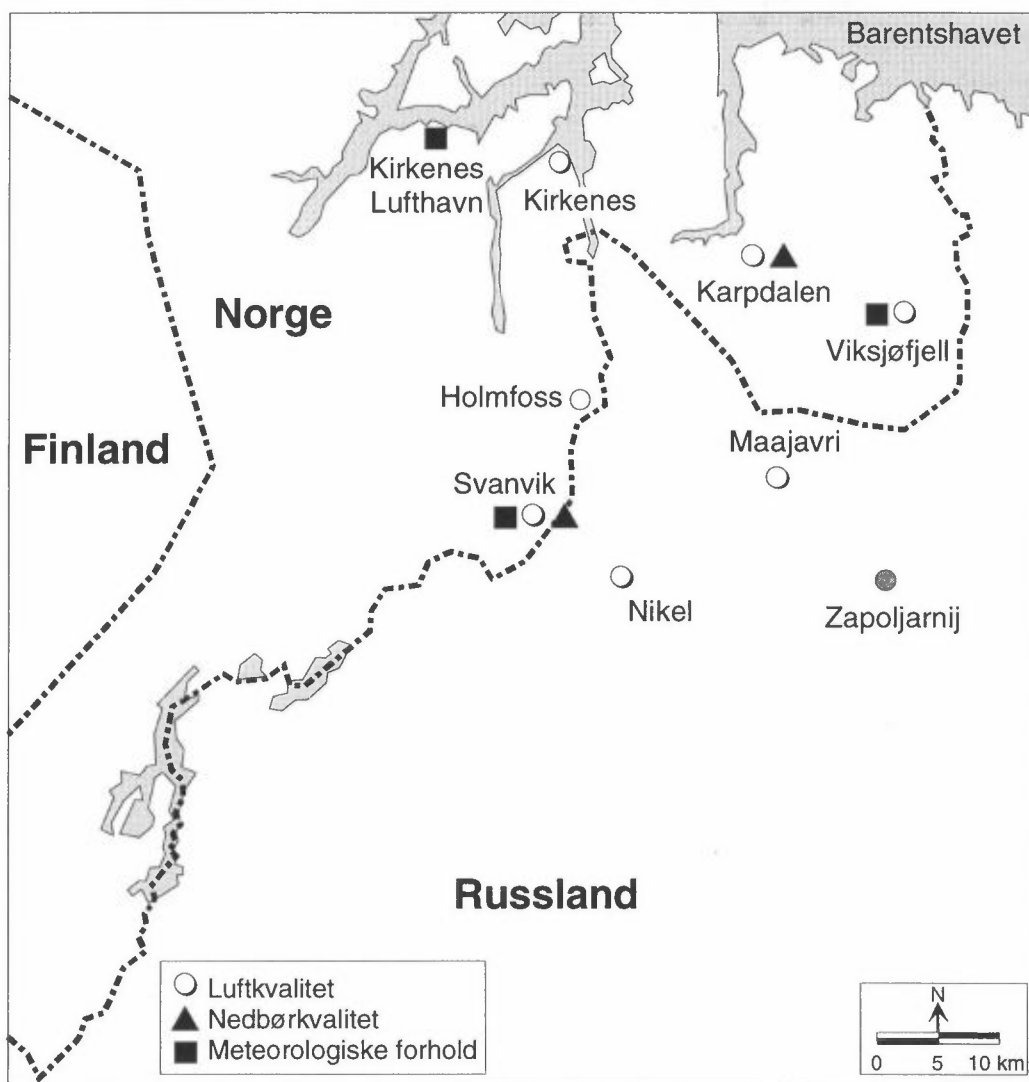 Barentshavet
Kirkenes
Lufthavn
Kirkenes
Karpdalen
Norge
Viksjøfjell
Holmfoss
Maajavri
Finland
Svanvik
Nikel
Zapoljarnij
Russland
Luftkvalitet
Nedbørkvalitet
Meteorologiske forhold
N
0 5 10 km